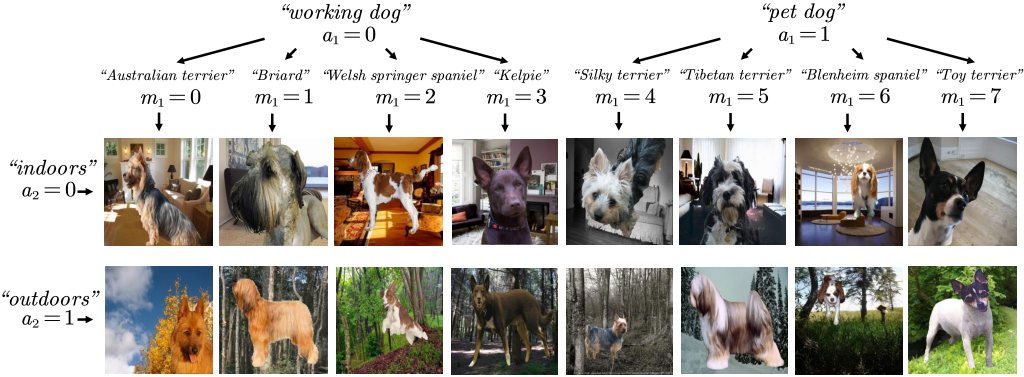 “working dog”
a₁ = 0
“pet dog”
a₁ = 1
“Australian terrier”
“Briard”
“Welsh springer spaniel”
“Kelpie”
“Silky terrier”
“Tibetan terrier”
“Blenheim spaniel”
“Toy terrier”
m₁ = 0
m₁ = 1
m₁ = 2
m₁ = 3
m₁ = 4
m₁ = 5
m₁ = 6
m₁ = 7
“indoors”
a₂ = 0
“outdoors”
a₂ = 1